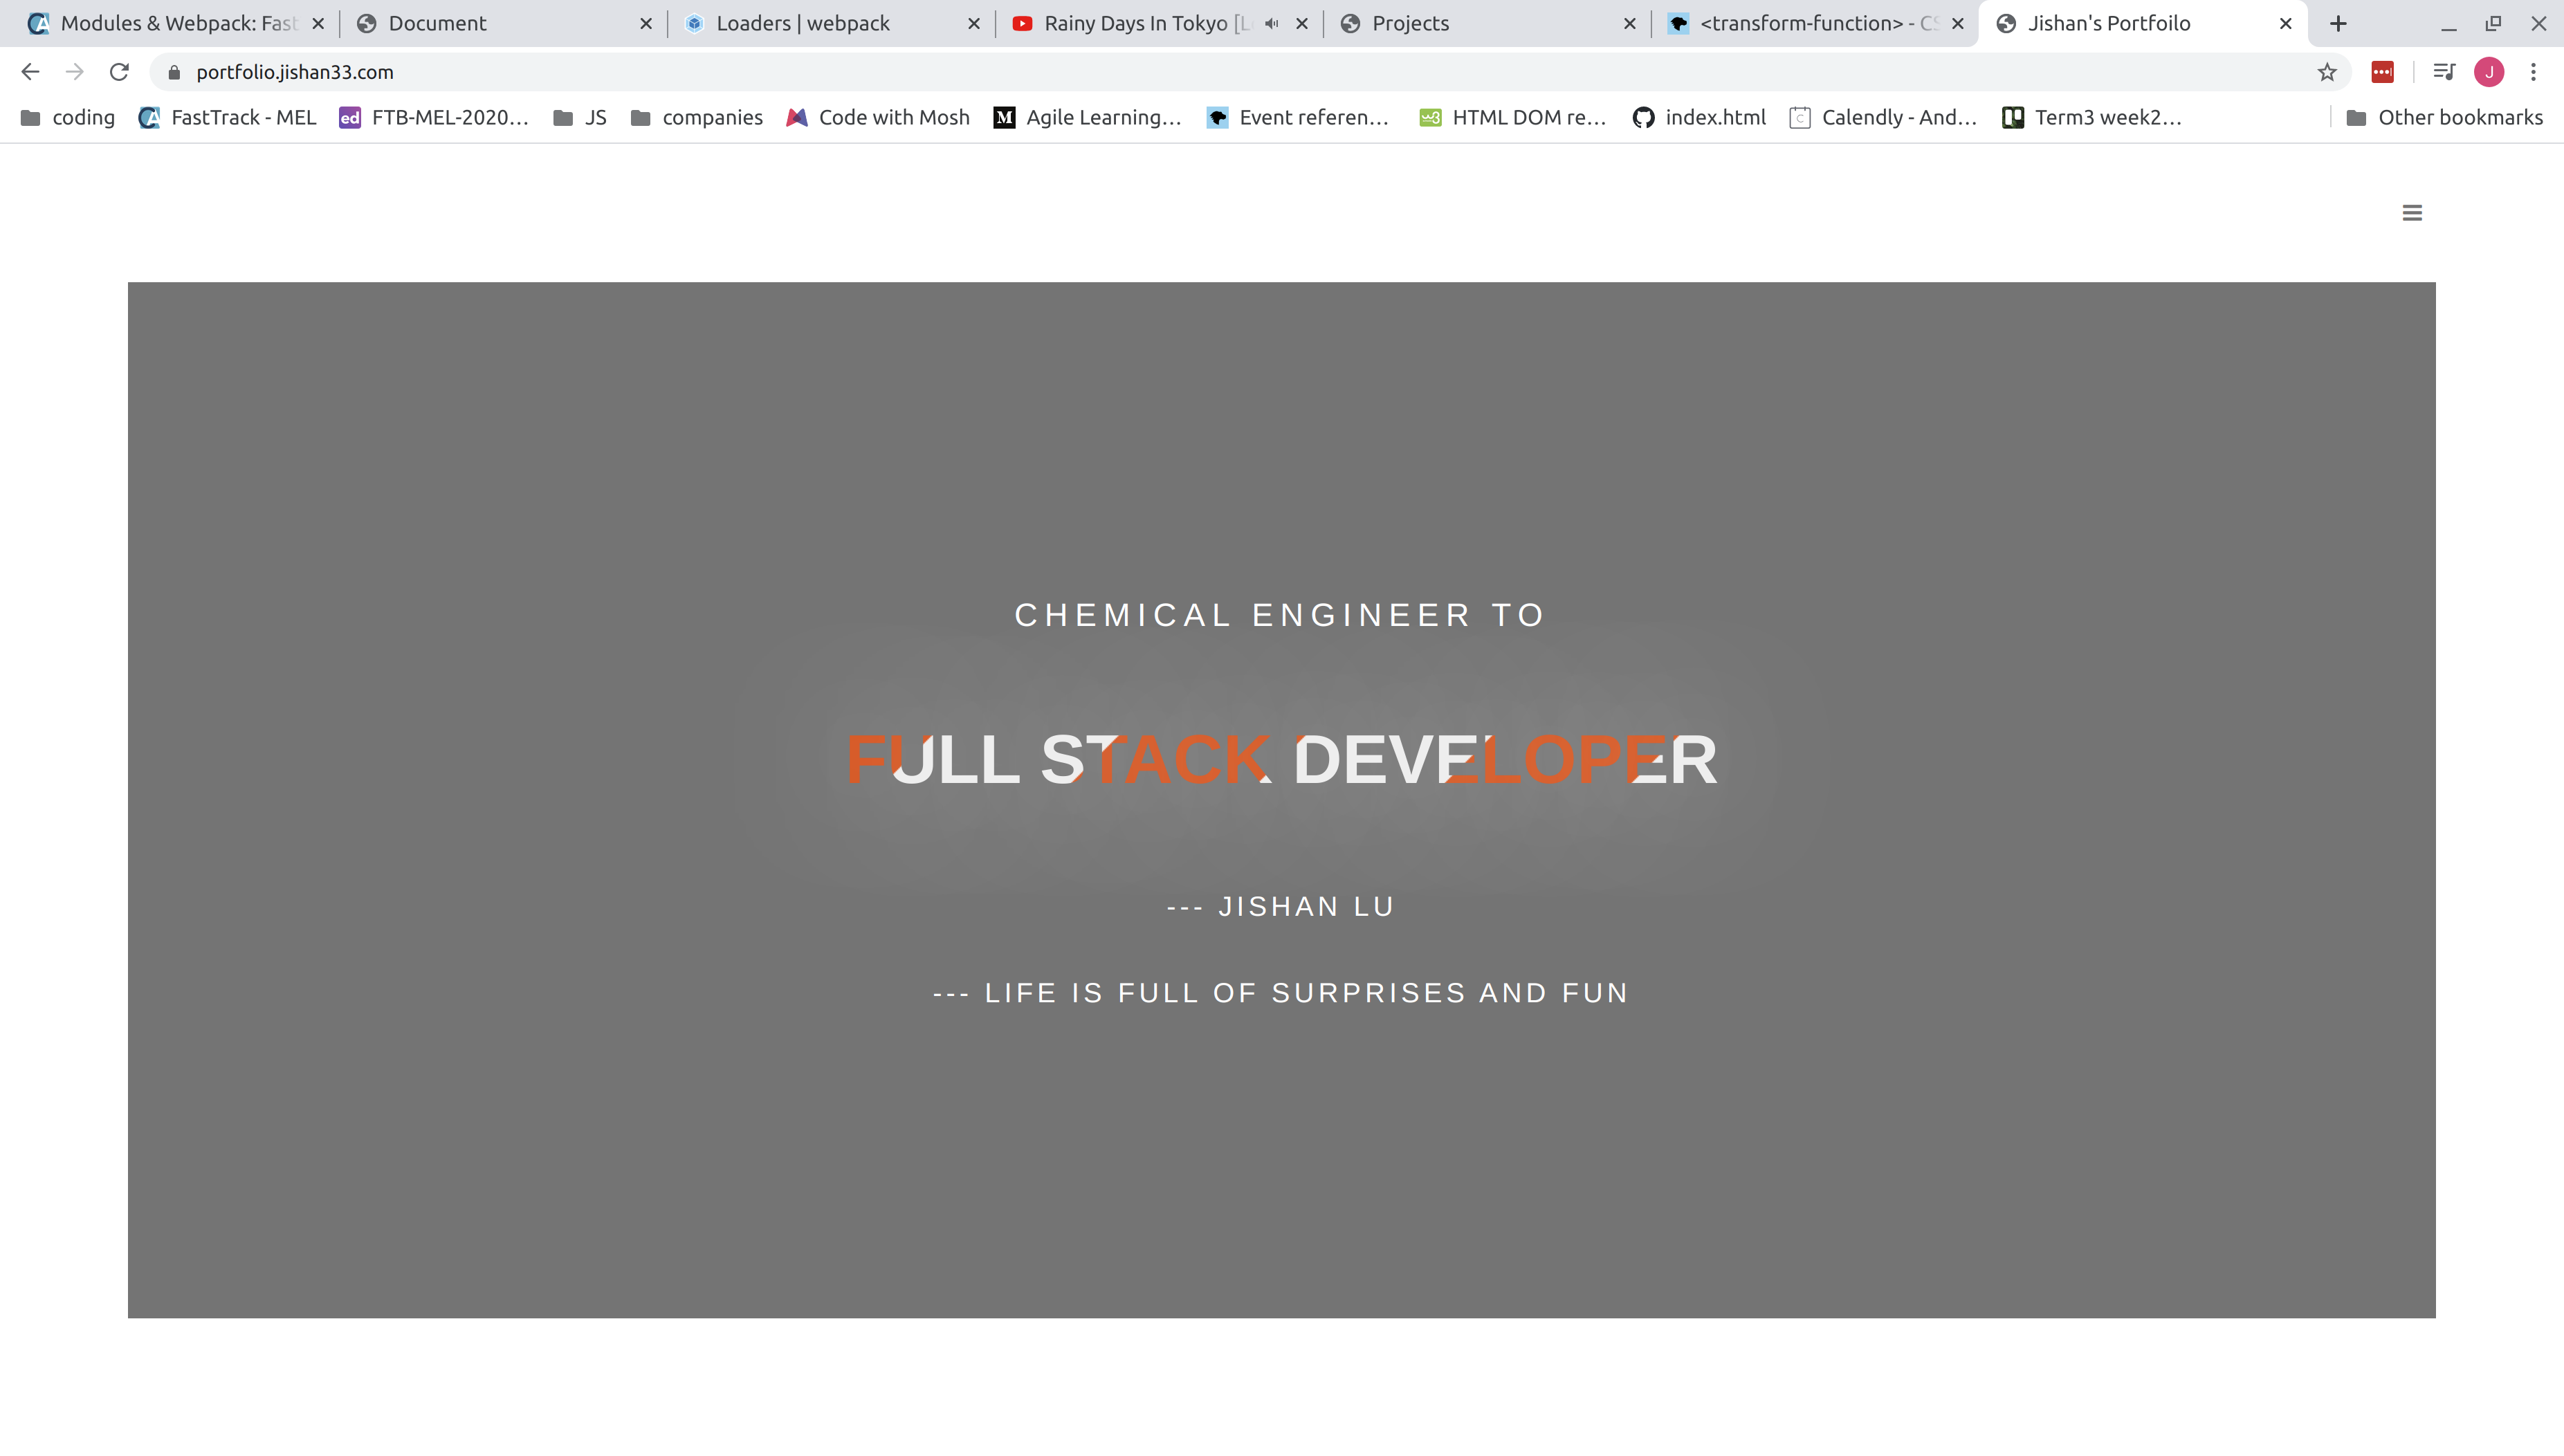 Modules & Webpack: Fast
Document
Loaders | webpack
Rainy Days In Tokyo [L
Projects
<transform-function> - CS
Jishan's Portfoilo
portfolio.jishan33.com
J
coding
CA
FastTrack - MEL
ed
FTB-MEL-2020...
JS
companies
Code with Mosh
M
Agile Learning...
Event referen...
w3
HTML DOM re...
index.html
C
Calendly - And...
Term3 week2...
Other bookmarks
CHEMICAL ENGINEER TO
FULL STACK DEVELOPER
--- JISHAN LU
--- LIFE IS FULL OF SURPRISES AND FUN